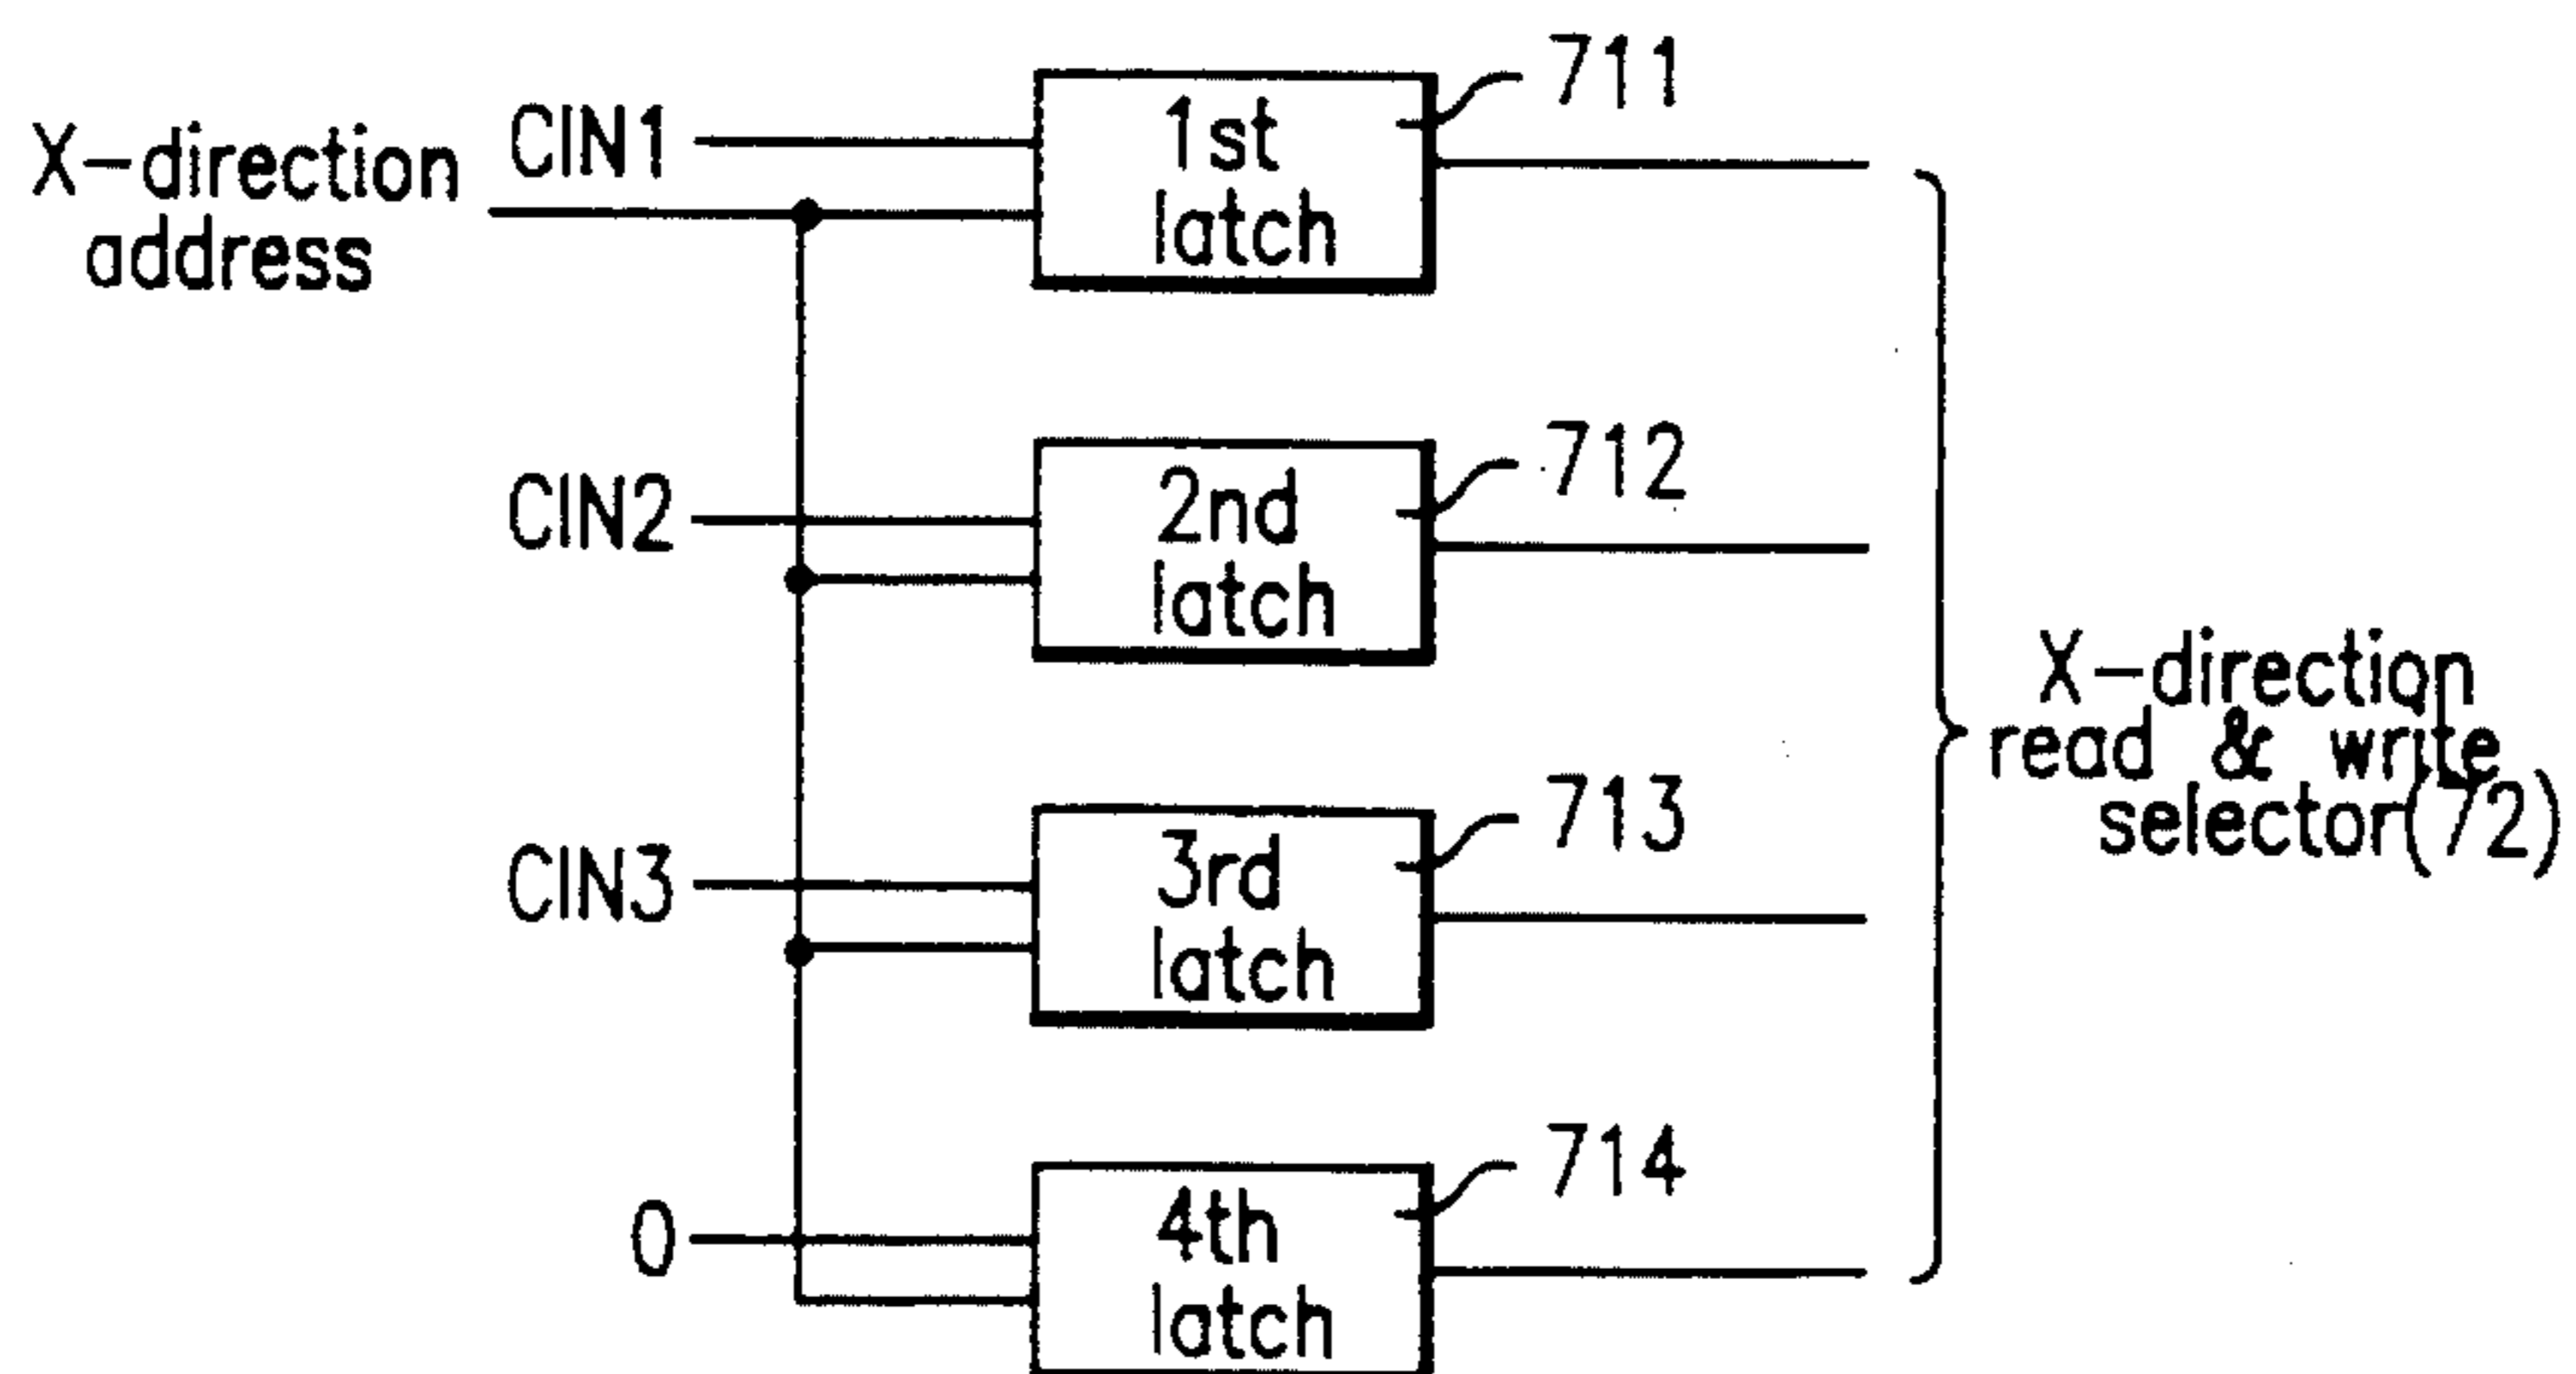 711
CIN1
X-direction
address
1st
latch
712
CIN2
2nd
latch
X-direction
read & write
selector(72)
713
CIN3
3rd
latch
714
0
4th
latch